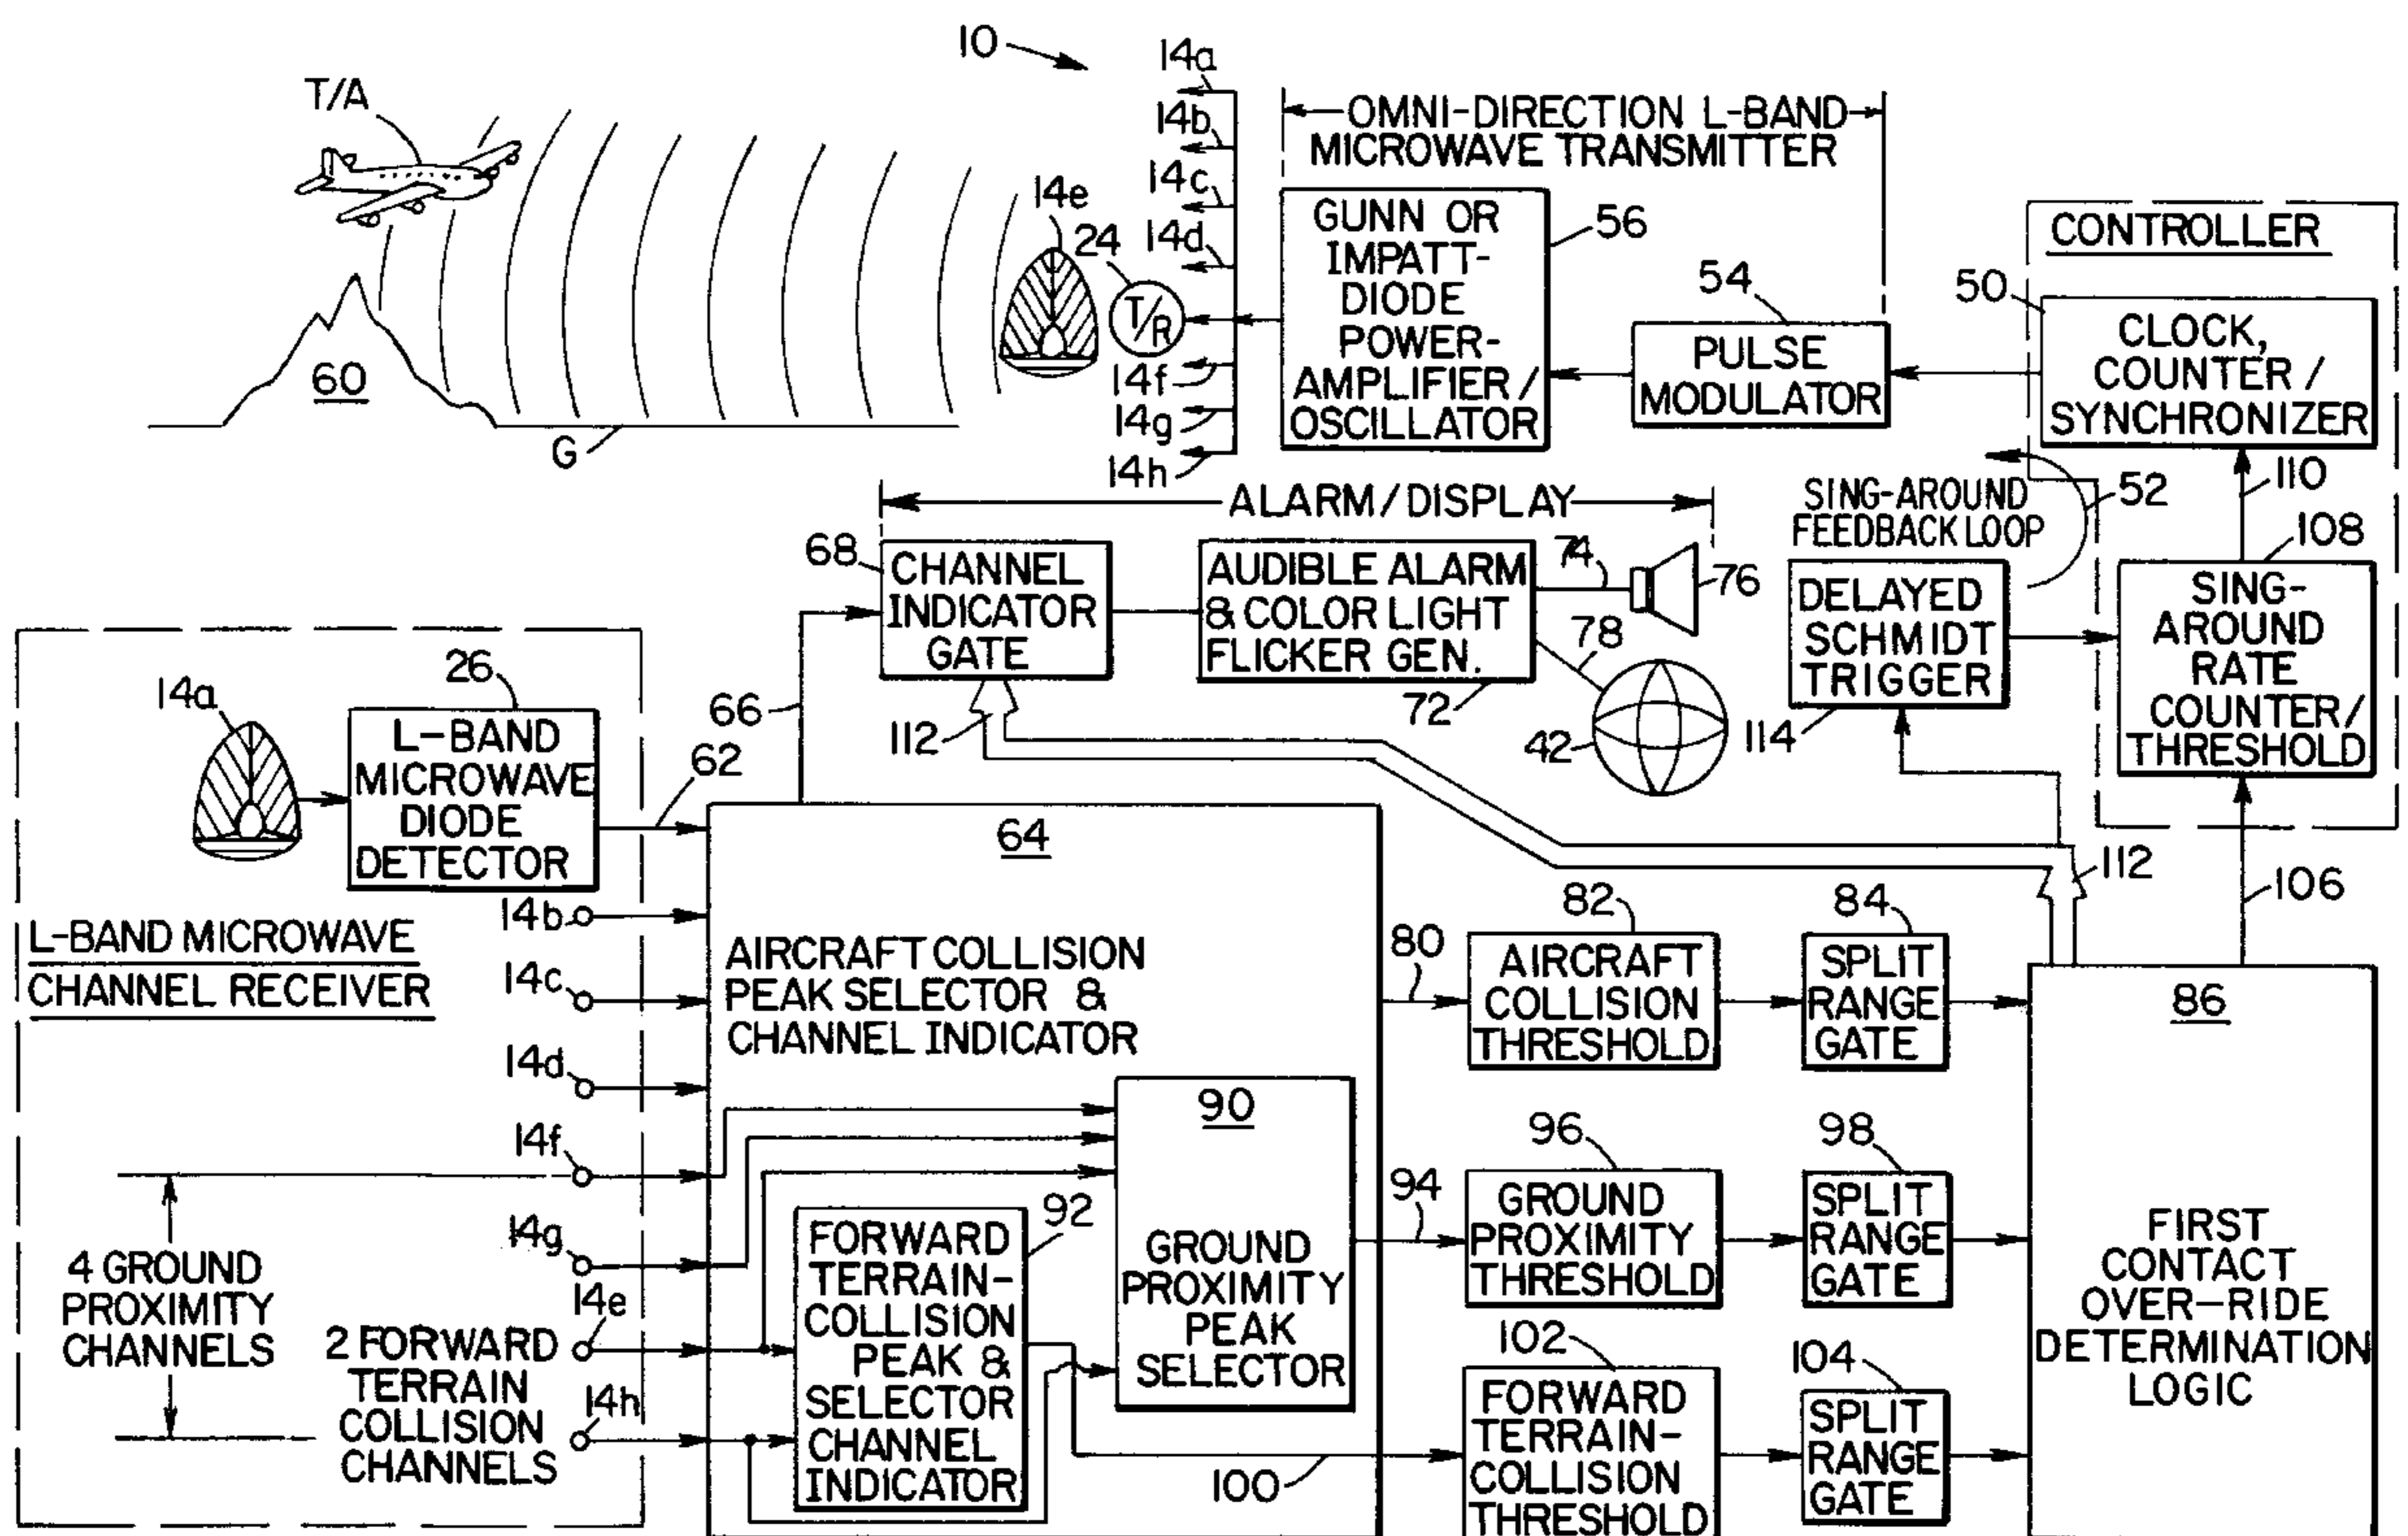 10
14a
T/A
OMNI-DIRECTION L-BAND
MICROWAVE TRANSMITTER
14b
14c
14e
24
14d
T/R
14f
14g
14h
GUNN OR
IMPATT-
DIODE
POWER-
AMPLIFIER/
OSCILLATOR
56
54
PULSE
MODULATOR
CONTROLLER
50
CLOCK,
COUNTER/
SYNCHRONIZER
60
G
ALARM/DISPLAY
SING-AROUND
FEEDBACK LOOP
52
110
108
68
CHANNEL
INDICATOR
GATE
AUDIBLE ALARM
& COLOR LIGHT
FLICKER GEN.
72
74
76
78
42
DELAYED
SCHMIDT
TRIGGER
114
SING-
AROUND
RATE
COUNTER/
THRESHOLD
66
112
14a
26
L-BAND
MICROWAVE
DIODE
DETECTOR
62
64
112
106
L-BAND MICROWAVE
CHANNEL RECEIVER
14b
14c
14d
14f
14g
14e
14h
4 GROUND
PROXIMITY
CHANNELS
2 FORWARD
TERRAIN
COLLISION
CHANNELS
AIRCRAFT COLLISION
PEAK SELECTOR &
CHANNEL INDICATOR
90
GROUND
PROXIMITY
PEAK
SELECTOR
92
FORWARD
TERRAIN-
COLLISION
PEAK &
SELECTOR
CHANNEL
INDICATOR
80
82
AIRCRAFT
COLLISION
THRESHOLD
84
SPLIT
RANGE
GATE
94
96
GROUND
PROXIMITY
THRESHOLD
98
SPLIT
RANGE
GATE
100
102
FORWARD
TERRAIN-
COLLISION
THRESHOLD
104
SPLIT
RANGE
GATE
86
FIRST
CONTACT
OVER-RIDE
DETERMINATION
LOGIC